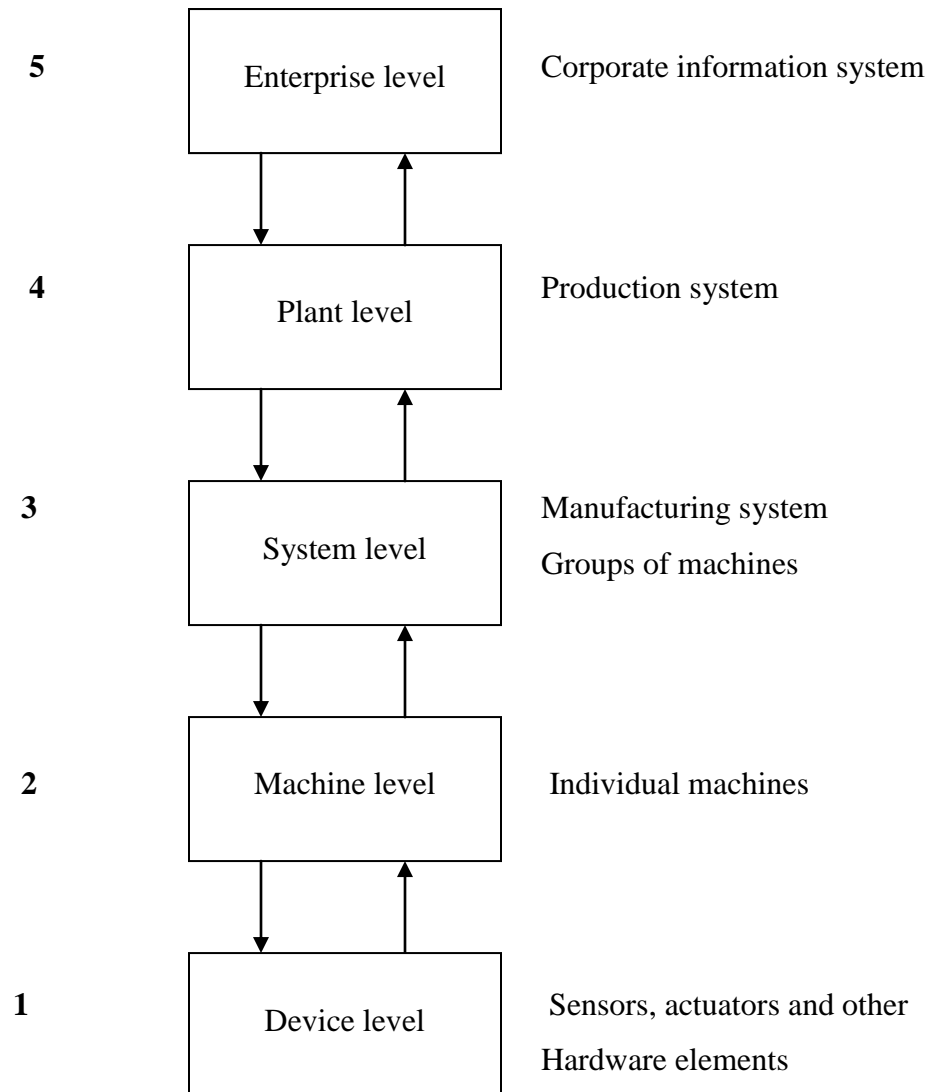 5
Enterprise level
Corporate information system
4
Plant level
Production system
3
System level
Manufacturing system
Groups of machines
2
Machine level
Individual machines
1
Device level
Sensors, actuators and other
Hardware elements